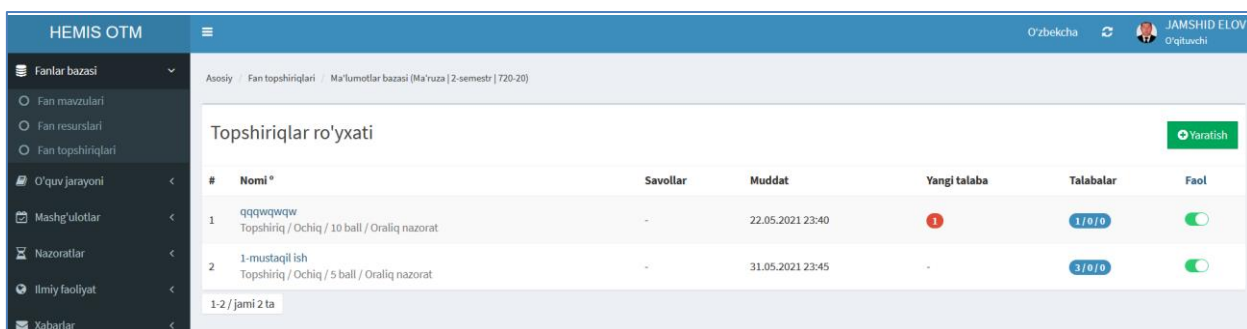 HEMIS OTM
O'zbekcha
JAMSHID ELOV
O'qituvchi
Fanlar bazasi
Fan mavzulari
Fan resurslari
Fan topshiriqlari
O'quv jarayoni
Mashg'ulotlar
Nazoratlar
Ilmiy faoliyat
Xabarlar
Asosiy / Fan topshiriqlari / Ma'lumotlar bazasi (Ma'ruza | 2-semestr | 720-20)
Topshiriqlar ro'yxati
Yaratish
# Nomi º Savollar Muddat Yangi talaba Talabalar Faol
1 qqqwqwqw - 22.05.2021 23:40 1 1/0/0
Topshiriq / Ochiq / 10 ball / Oraliq nazorat
2 1-mustaqil ish - 31.05.2021 23:45 - 3/0/0
Topshiriq / Ochiq / 5 ball / Oraliq nazorat
1-2 / jami 2 ta